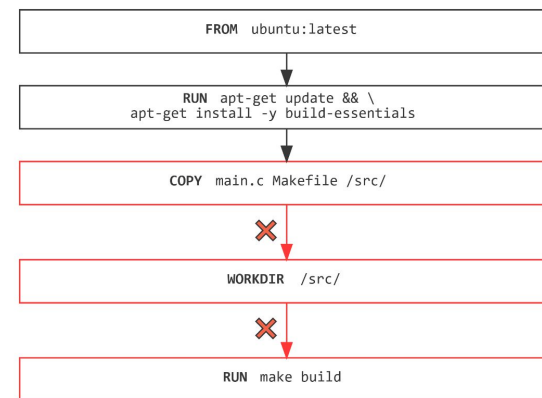 FROM ubuntu:latest
RUN apt-get update && \
apt-get install -y build-essentials
COPY main.c Makefile /src/
WORKDIR /src/
RUN make build